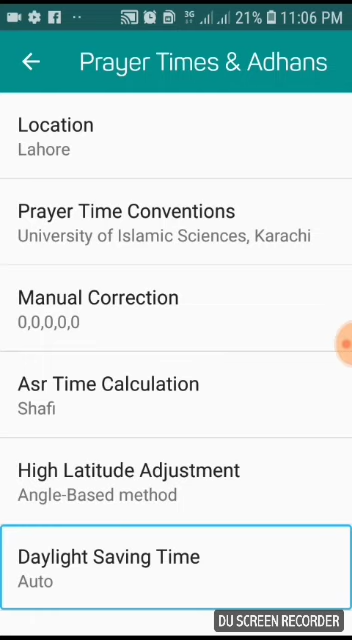 3G 21% 11:06 PM
Prayer Times & Adhans
Location
Lahore
Prayer Time Conventions
University of Islamic Sciences, Karachi
Manual Correction
0,0,0,0,0
Asr Time Calculation
Shafi
High Latitude Adjustment
Angle-Based method
Daylight Saving Time
Auto
DU SCREEN RECORDER